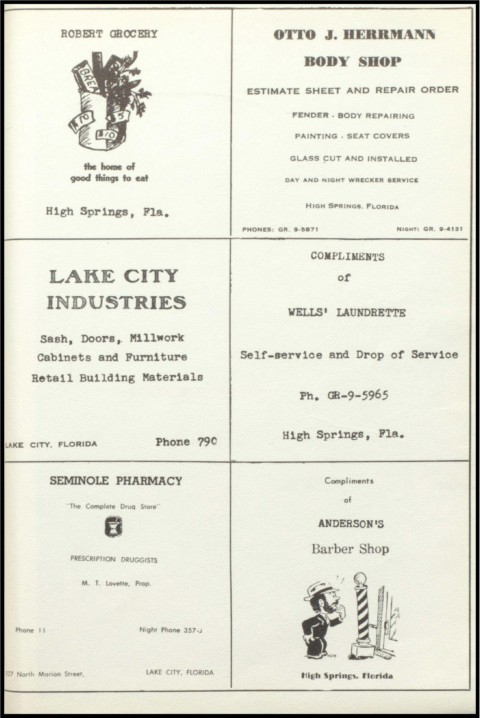 ROBERT GROCERY
BREAD
$10
$5
$10
the home of
good things to eat
High Springs, Fla.
OTTO J. HERRMANN
BODY SHOP
ESTIMATE SHEET AND REPAIR ORDER
FENDER - BODY REPAIRING
PAINTING - SEAT COVERS
GLASS CUT AND INSTALLED
DAY AND NIGHT WRECKER SERVICE
HIGH SPRINGS, FLORIDA
PHONES: GR. 9-5871 NIGHT: GR. 9-4131
LAKE CITY
INDUSTRIES
Sash, Doors, Millwork
Cabinets and Furniture
Retail Building Materials
LAKE CITY, FLORIDA Phone 790
COMPLIMENTS
of
WELLS' LAUNDRETTE
Self-service and Drop of Service
Ph. GR-9-5965
High Springs, Fla.
SEMINOLE PHARMACY
"The Complete Drug Store"
PRESCRIPTION DRUGGISTS
M. T. Lovette, Prop.
Phone 11 Night Phone 357-J
North Marion Street, LAKE CITY, FLORIDA
Compliments
of
ANDERSON'S
Barber Shop
High Springs, Florida